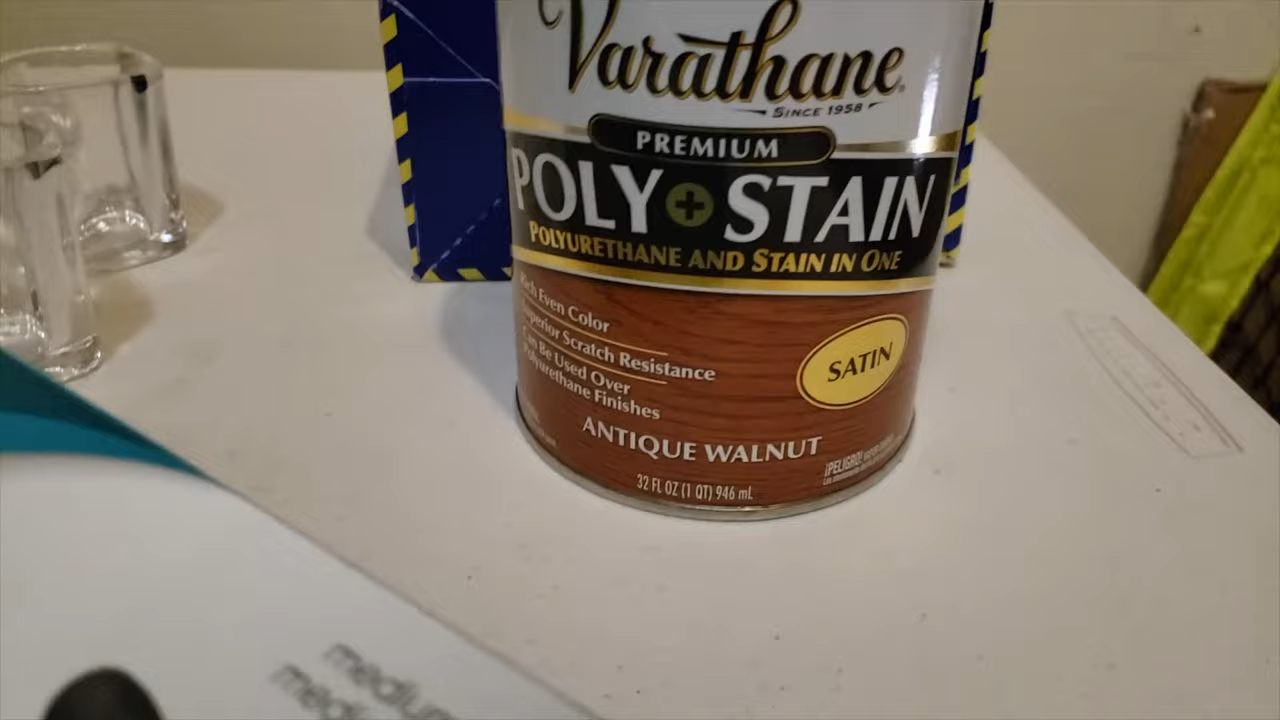 Varathane
SINCE 1958
PREMIUM
POLY + STAIN
POLYURETHANE AND STAIN IN ONE
Rich Even Color
Superior Scratch Resistance
Can Be Used Over
Polyurethane Finishes
SATIN
ANTIQUE WALNUT
32 FL OZ (1 QT) 946 mL
¡PELIGRO!
medium